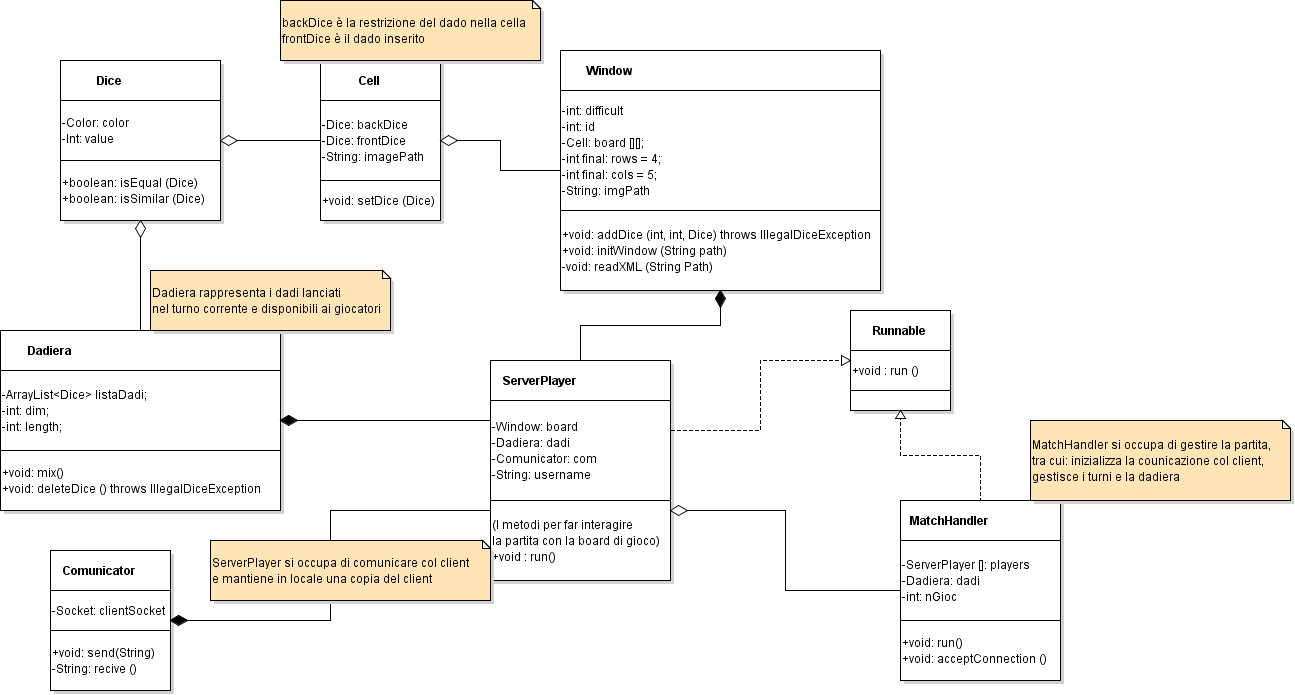 backDice è la restrizione del dado nella cella
frontDice è il dado inserito
Dice
-Color: color
-Int: value
+boolean: isEqual (Dice)
+boolean: isSimilar (Dice)
Cell
-Dice: backDice
-Dice: frontDice
-String: imagePath
+void: setDice (Dice)
Window
-int: difficult
-int: id
-Cell: board [][];
-int final: rows = 4;
-int final: cols = 5;
-String: imgPath
+void: addDice (int, int, Dice) throws IllegalDiceException
+void: initWindow (String path)
-void: readXML (String Path)
Dadiera rappresenta i dadi lanciati
nel turno corrente e disponibili ai giocatori
Dadiera
-ArrayList<Dice> listaDadi;
-int: dim;
-int: length;
+void: mix()
+void: deleteDice () throws IllegalDiceException
ServerPlayer
-Window: board
-Dadiera: dadi
-Comunicator: com
-String: username
(I metodi per far interagire
la partita con la board di gioco)
+void : run()
Runnable
+void : run ()
MatchHandler si occupa di gestire la partita,
tra cui: inizializza la counicazione col client,
gestisce i turni e la dadiera
MatchHandler
-ServerPlayer []: players
-Dadiera: dadi
-int: nGioc
+void: run()
+void: acceptConnection ()
ServerPlayer si occupa di comunicare col client
e mantiene in locale una copia del client
Comunicator
-Socket: clientSocket
+void: send(String)
-String: recive ()